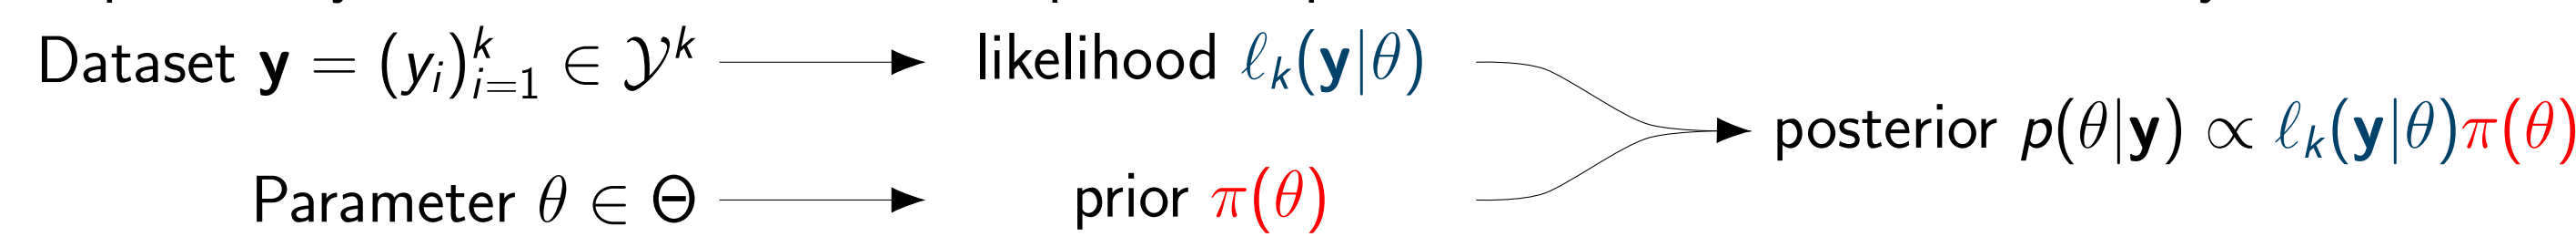 Dataset y = (y_i)_{i=1}^k ∈ 𝒴^k → likelihood ℓ_k(y|θ)
posterior p(θ|y) ∝ ℓ_k(y|θ)π(θ)
Parameter θ ∈ Θ → prior π(θ)